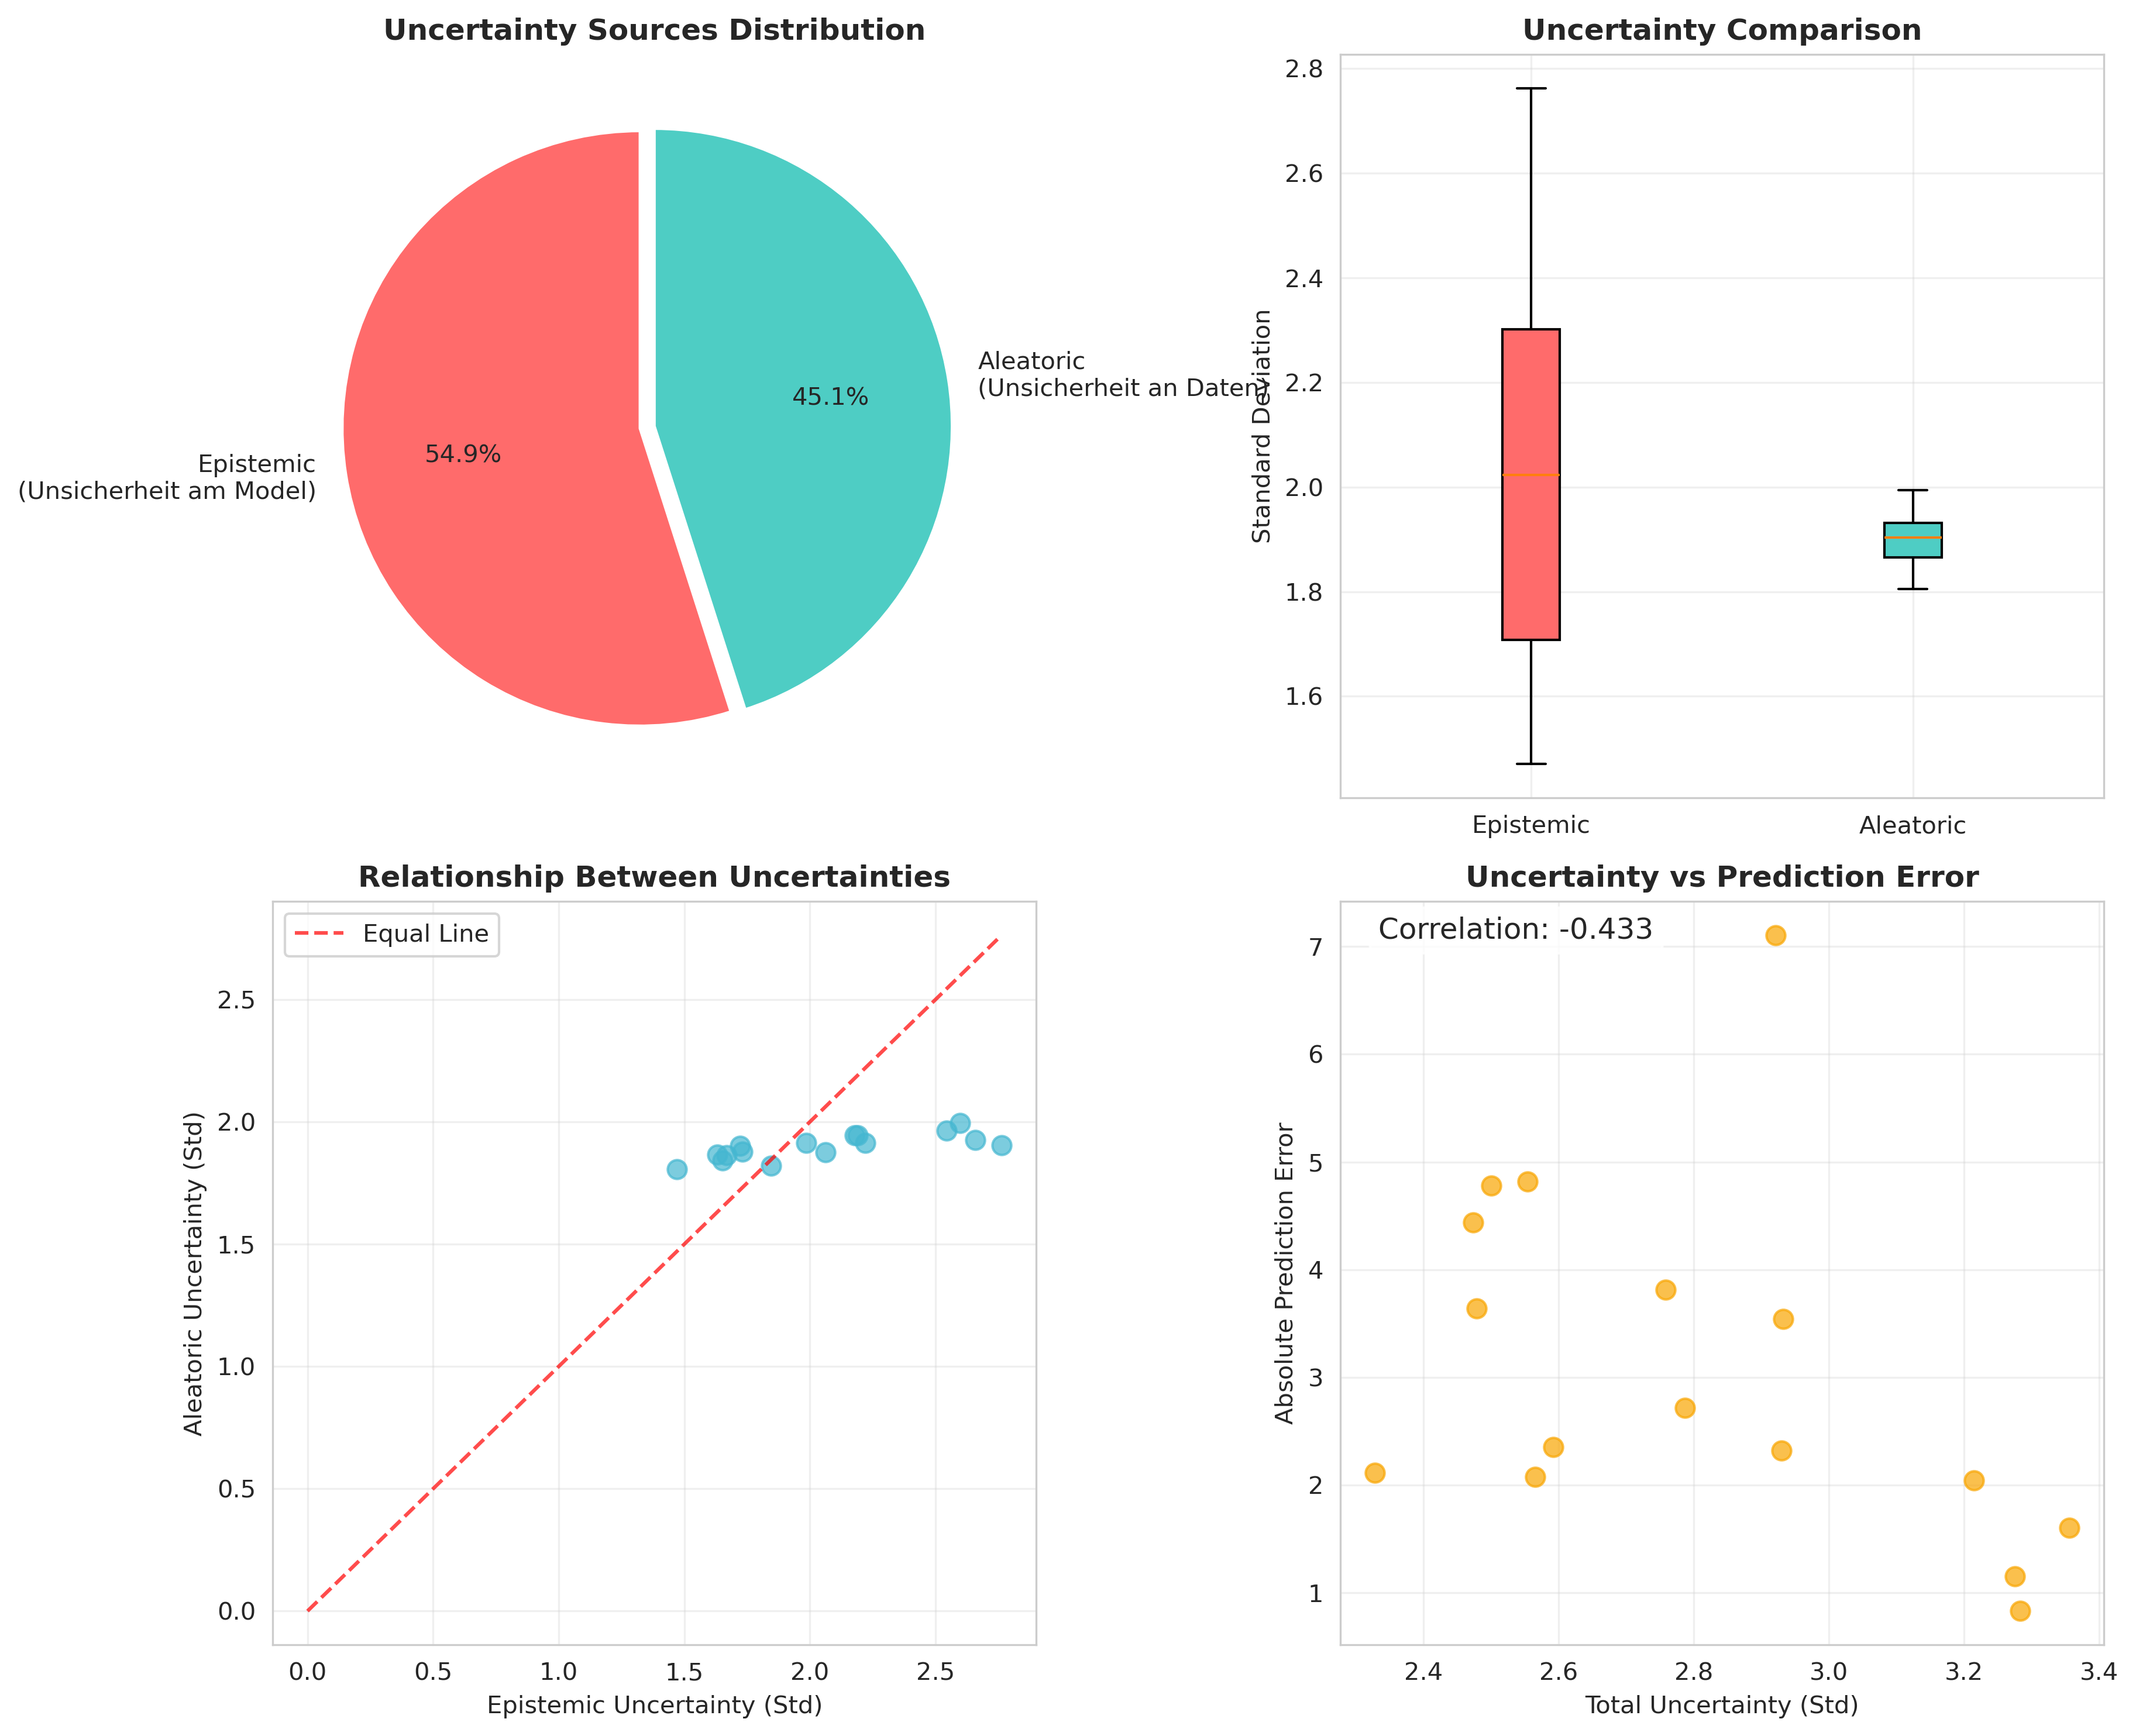 Uncertainty Sources Distribution
54.9%
45.1%
Epistemic
(Unsicherheit am Model)
Aleatoric
(Unsicherheit an Daten)
Uncertainty Comparison
2.8
2.6
2.4
2.2
2.0
1.8
1.6
Standard Deviation
Epistemic
Aleatoric
Relationship Between Uncertainties
Equal Line
2.5
2.0
1.5
1.0
0.5
0.0
Aleatoric Uncertainty (Std)
0.0
0.5
1.0
1.5
2.0
2.5
Epistemic Uncertainty (Std)
Uncertainty vs Prediction Error
Correlation: -0.433
7
6
5
4
3
2
1
Absolute Prediction Error
2.4
2.6
2.8
3.0
3.2
3.4
Total Uncertainty (Std)